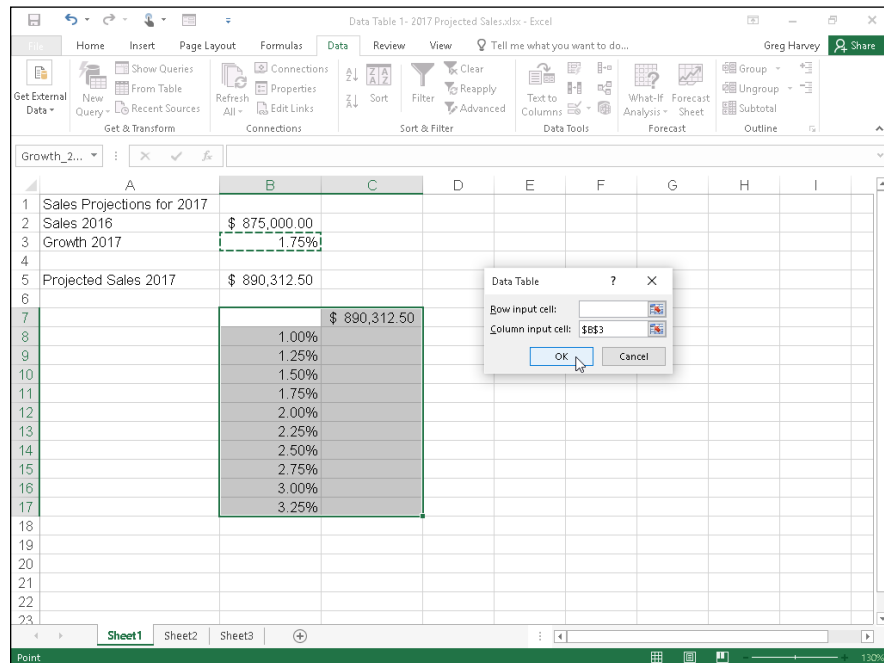 Data Table 1- 2017 Projected Sales.xlsx - Excel
File Home Insert Page Layout Formulas Data Review View Tell me what you want to do... Greg Harvey Share
Get External Data
New Query
Show Queries
From Table
Recent Sources
Get & Transform
Refresh All
Connections
Properties
Edit Links
Connections
Sort
Filter
Clear
Reapply
Advanced
Sort & Filter
Text to Columns
Data Tools
What-If Analysis
Forecast Sheet
Forecast
Group
Ungroup
Subtotal
Outline
Growth_2... fx
A B C D E F G H I
1 Sales Projections for 2017
2 Sales 2016 $ 875,000.00
3 Growth 2017 1.75%
4
5 Projected Sales 2017 $ 890,312.50
6
7 $ 890,312.50
8 1.00%
9 1.25%
10 1.50%
11 1.75%
12 2.00%
13 2.25%
14 2.50%
15 2.75%
16 3.00%
17 3.25%
18
19
20
21
22
23
Data Table ?
Row input cell:
Column input cell: $B$3
OK Cancel
Sheet1 Sheet2 Sheet3
Point 130%